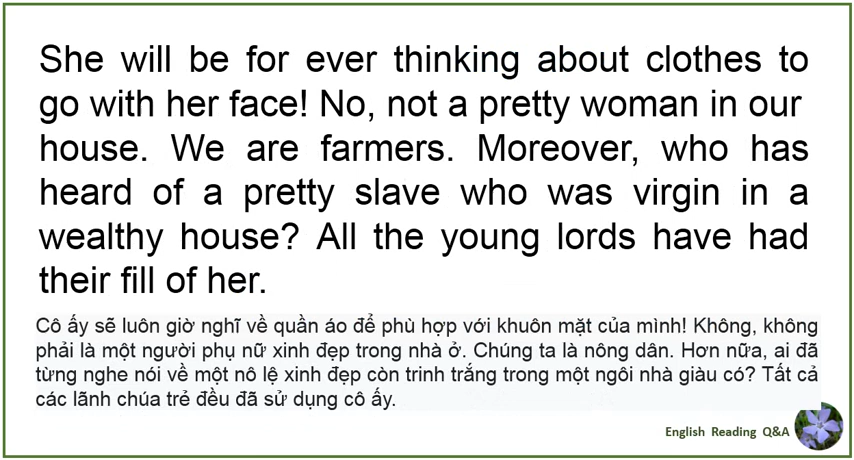 She will be for ever thinking about clothes to
go with her face! No, not a pretty woman in our
house. We are farmers. Moreover, who has
heard of a pretty slave who was virgin in a
wealthy house? All the young lords have had
their fill of her.
Cô ấy sẽ luôn giờ nghĩ về quần áo để phù hợp với khuôn mặt của mình! Không, không
phải là một người phụ nữ xinh đẹp trong nhà ở. Chúng ta là nông dân. Hơn nữa, ai đã
từng nghe nói về một nô lệ xinh đẹp còn trinh trắng trong một ngôi nhà giàu có? Tất cả
các lãnh chúa trẻ đều đã sử dụng cô ấy.
English Reading Q&A